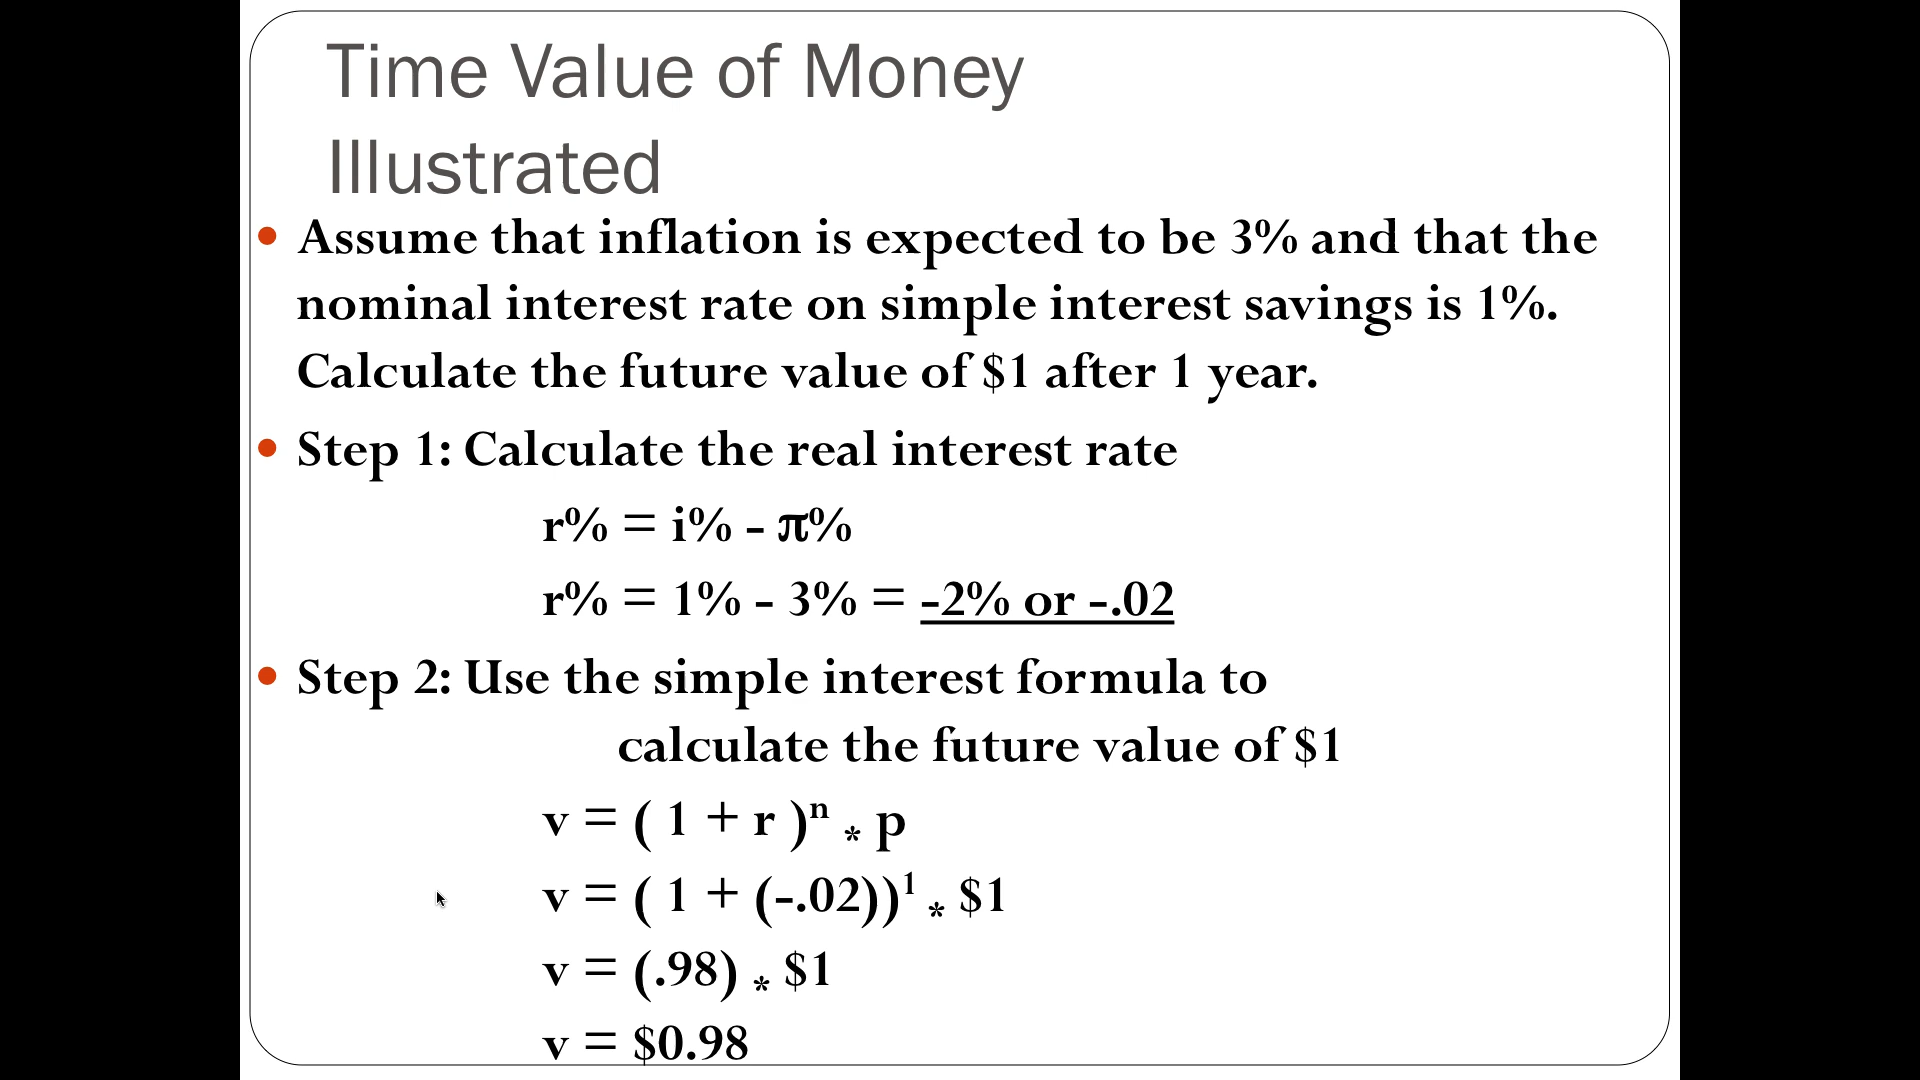 Time Value of Money
Illustrated
• Assume that inflation is expected to be 3% and that the
nominal interest rate on simple interest savings is 1%.
Calculate the future value of $1 after 1 year.
• Step 1: Calculate the real interest rate
r% = i% - π%
r% = 1% - 3% = -2% or -.02
• Step 2: Use the simple interest formula to
calculate the future value of $1
v = ( 1 + r )ⁿ * p
v = ( 1 + (-.02))¹ * $1
v = (.98) * $1
v = $0.98